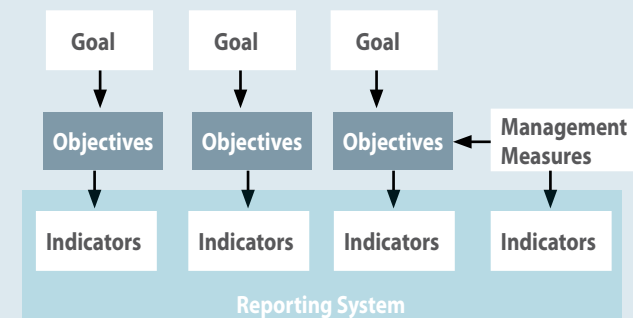 Goal
Goal
Goal
Objectives
Objectives
Objectives
Management
Measures
Indicators
Indicators
Indicators
Indicators
Reporting System